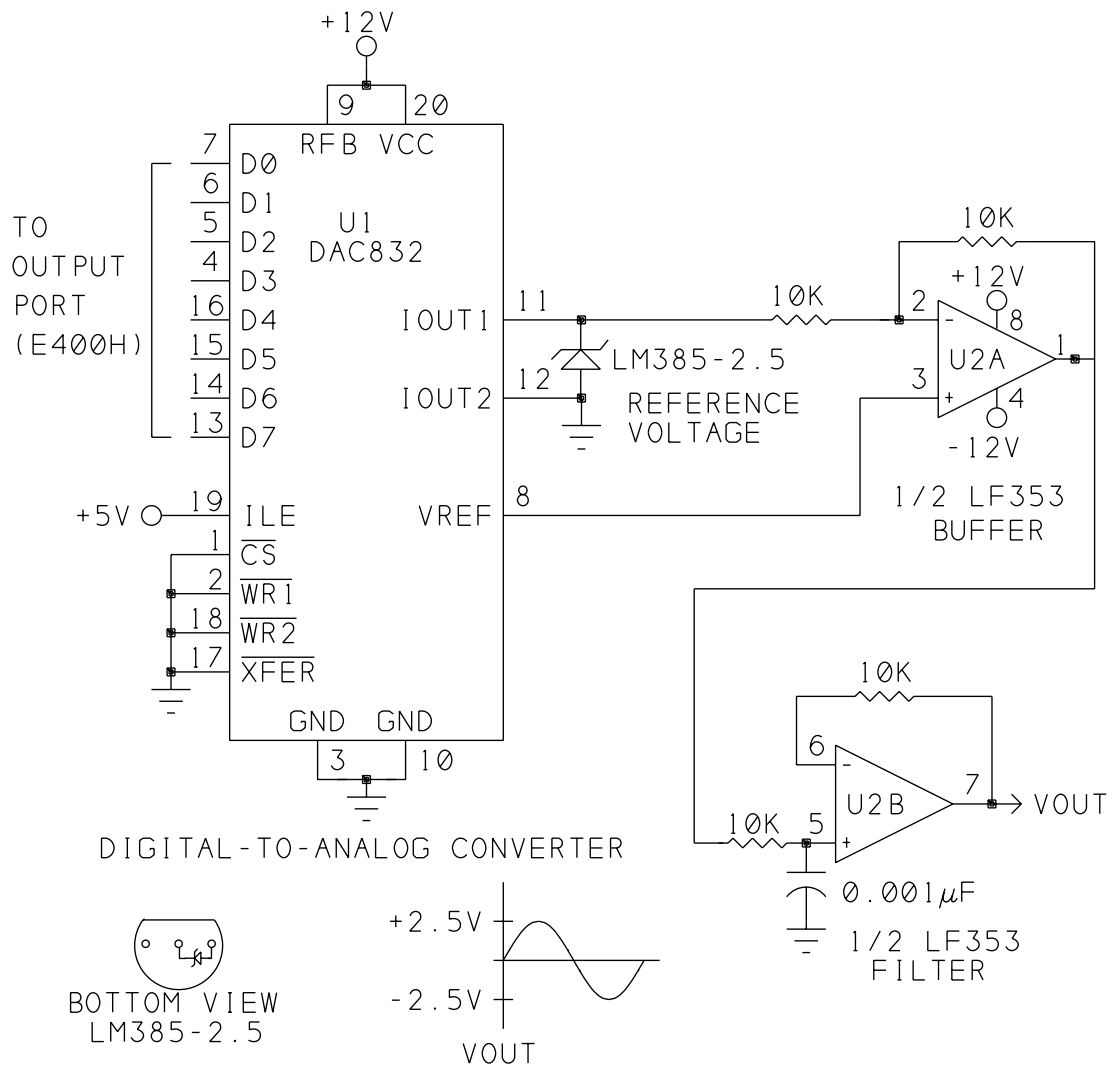 +12V
9
20
RFB VCC
U1
DAC832
TO
OUTPUT
PORT
(E400H)
7
D0
6
D1
5
D2
4
D3
16
D4
15
D5
14
D6
13
D7
+5V
19
ILE
1
CS
2
WR1
18
WR2
17
XFER
IOUT1
11
IOUT2
12
VREF
8
GND GND
3
10
LM385-2.5
REFERENCE
VOLTAGE
10K
10K
+12V
8
2
-
U2A
1
3
+
4
-12V
1/2 LF353
BUFFER
10K
6
-
U2B
7
VOUT
10K
5
+
0.001µF
1/2 LF353
FILTER
DIGITAL-TO-ANALOG CONVERTER
BOTTOM VIEW
LM385-2.5
+2.5V
-2.5V
VOUT